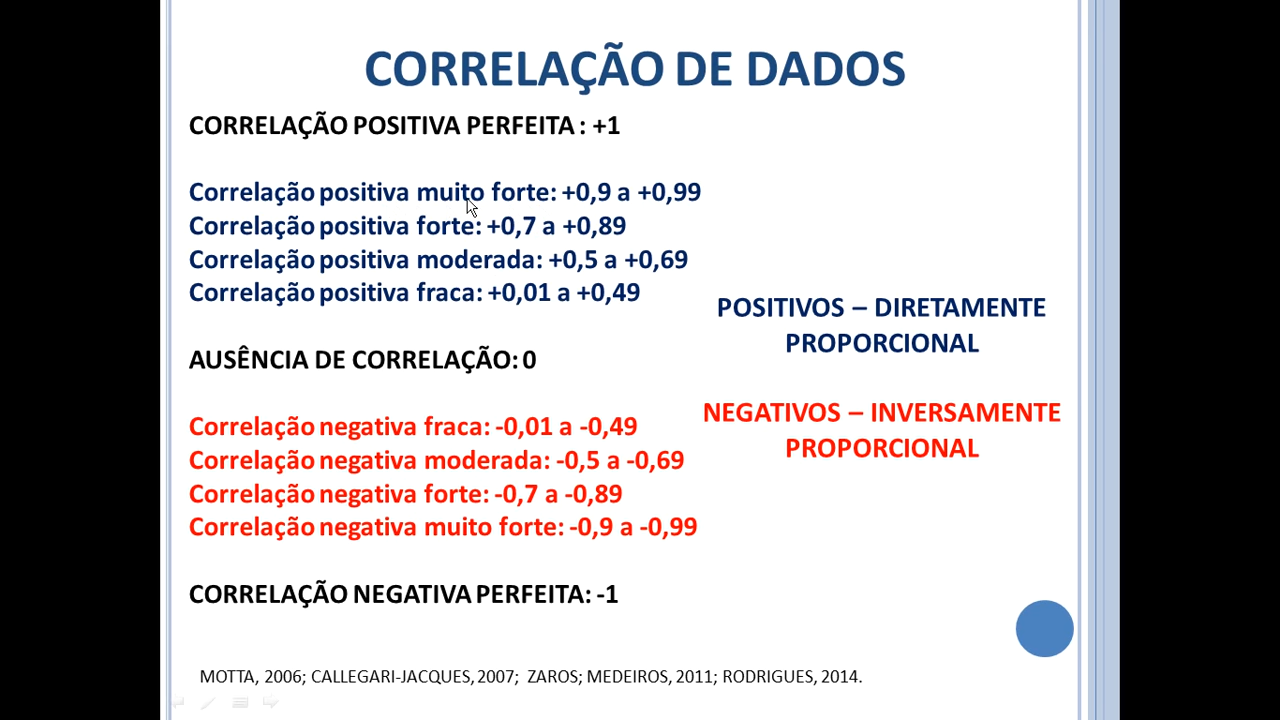 CORRELAÇÃO DE DADOS
CORRELAÇÃO POSITIVA PERFEITA : +1
Correlação positiva muito forte: +0,9 a +0,99
Correlação positiva forte: +0,7 a +0,89
Correlação positiva moderada: +0,5 a +0,69
Correlação positiva fraca: +0,01 a +0,49
POSITIVOS – DIRETAMENTE
PROPORCIONAL
AUSÊNCIA DE CORRELAÇÃO: 0
NEGATIVOS – INVERSAMENTE
PROPORCIONAL
Correlação negativa fraca: -0,01 a -0,49
Correlação negativa moderada: -0,5 a -0,69
Correlação negativa forte: -0,7 a -0,89
Correlação negativa muito forte: -0,9 a -0,99
CORRELAÇÃO NEGATIVA PERFEITA: -1
MOTTA, 2006; CALLEGARI-JACQUES, 2007; ZAROS; MEDEIROS, 2011; RODRIGUES, 2014.